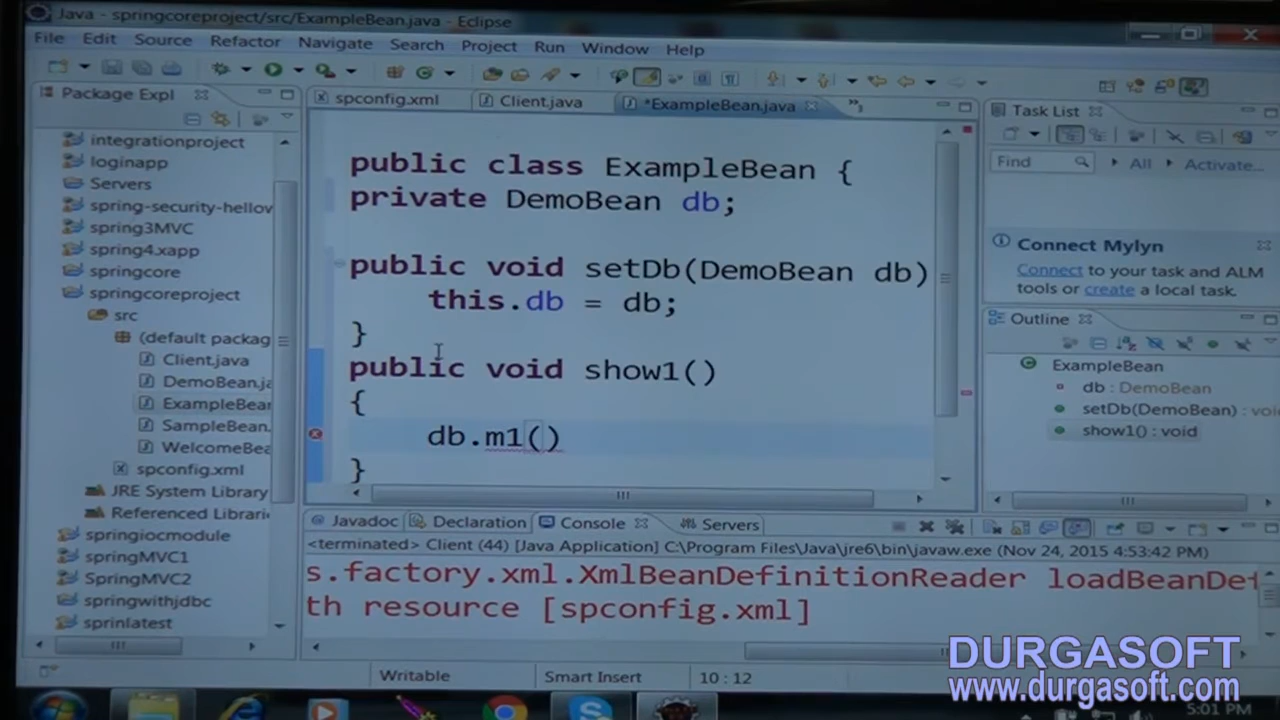 Java - springcoreproject/src/ExampleBean.java - Eclipse
File Edit Source Refactor Navigate Search Project Run Window Help
Package Expl
spconfig.xml Client.java *ExampleBean.java
Task List
integrationproject
loginapp
Servers
spring-security-hellov
spring3MVC
spring4.xapp
springcore
springcoreproject
src
(default packag
Client.java
DemoBean.ja
ExampleBear
SampleBean.
WelcomeBea
spconfig.xml
JRE System Library
Referenced Librari
springiocmodule
springMVC1
SpringMVC2
springwithjdbc
sprinlatest
public class ExampleBean {
private DemoBean db;
public void setDb(DemoBean db)
this.db = db;
}
public void show1()
{
db.m1()
}
Find All Activate...
Connect Mylyn
Connect to your task and ALM
tools or create a local task.
Outline
ExampleBean
db : DemoBean
setDb(DemoBean) : voi
show1() : void
Javadoc Declaration Console Servers
<terminated> Client (44) [Java Application] C:\Program Files\Java\jre6\bin\javaw.exe (Nov 24, 2015 4:53:42 PM)
s.factory.xml.XmlBeanDefinitionReader loadBeanDef
th resource [spconfig.xml]
Writable Smart Insert 10 : 12
DURGASOFT
www.durgasoft.com
5:01 PM